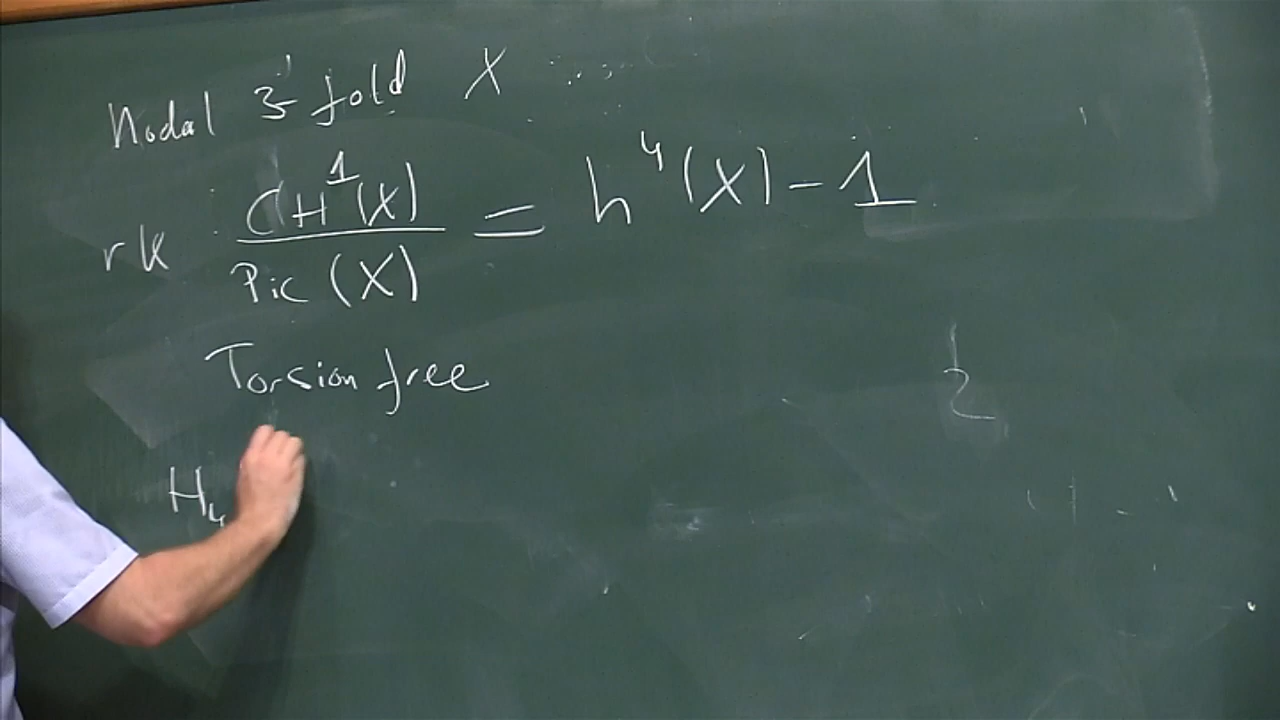 Nodal 3-fold X
rk CH¹(X) / Pic (X) = h⁴(X) - 1
Torsion free
H₄